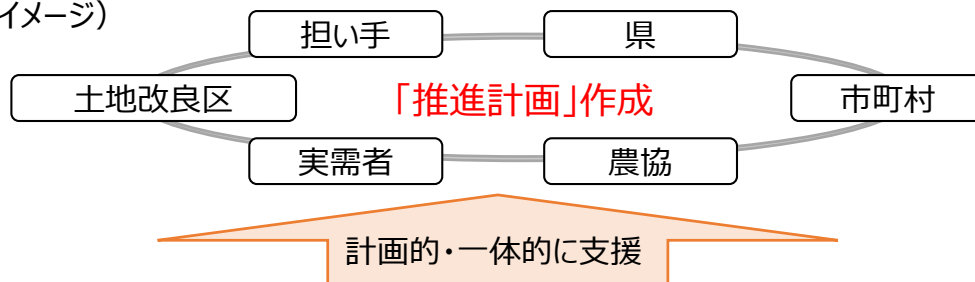 イメージ)
担い手
県
土地改良区
「推進計画」作成
市町村
実需者
農協
計画的・一体的に支援